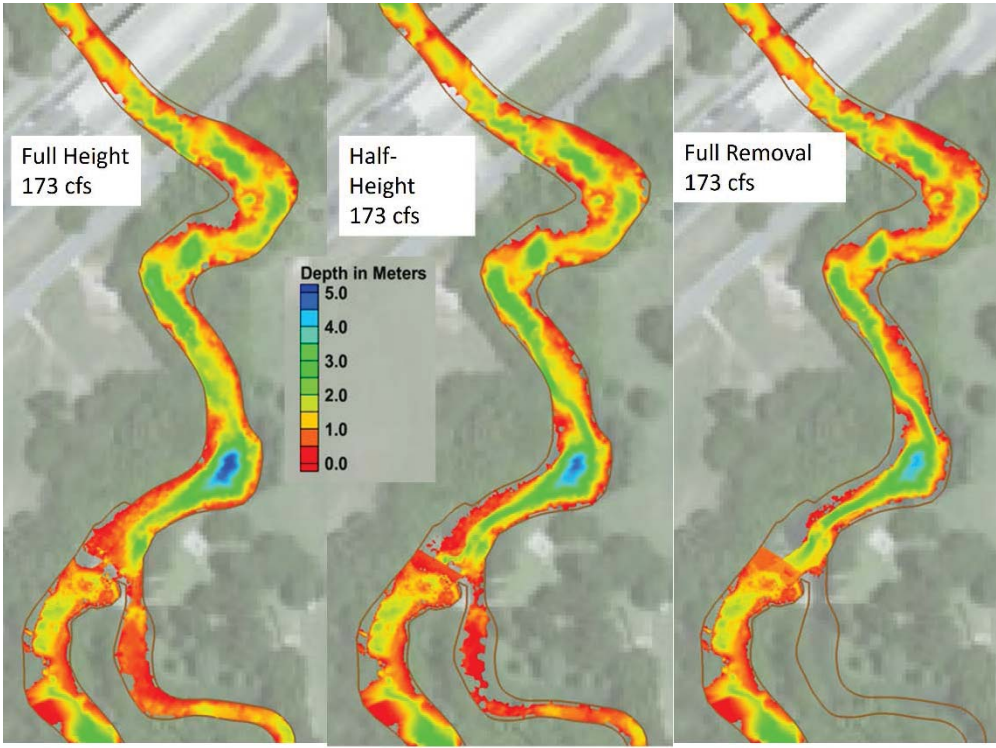 Full Height
173 cfs
Half-
Height
173 cfs
Full Removal
173 cfs
Depth in Meters
5.0
4.0
3.0
2.0
1.0
0.0